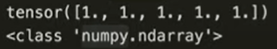 tensor([1., 1., 1., 1., 1.])
<class 'numpy.ndarray'>